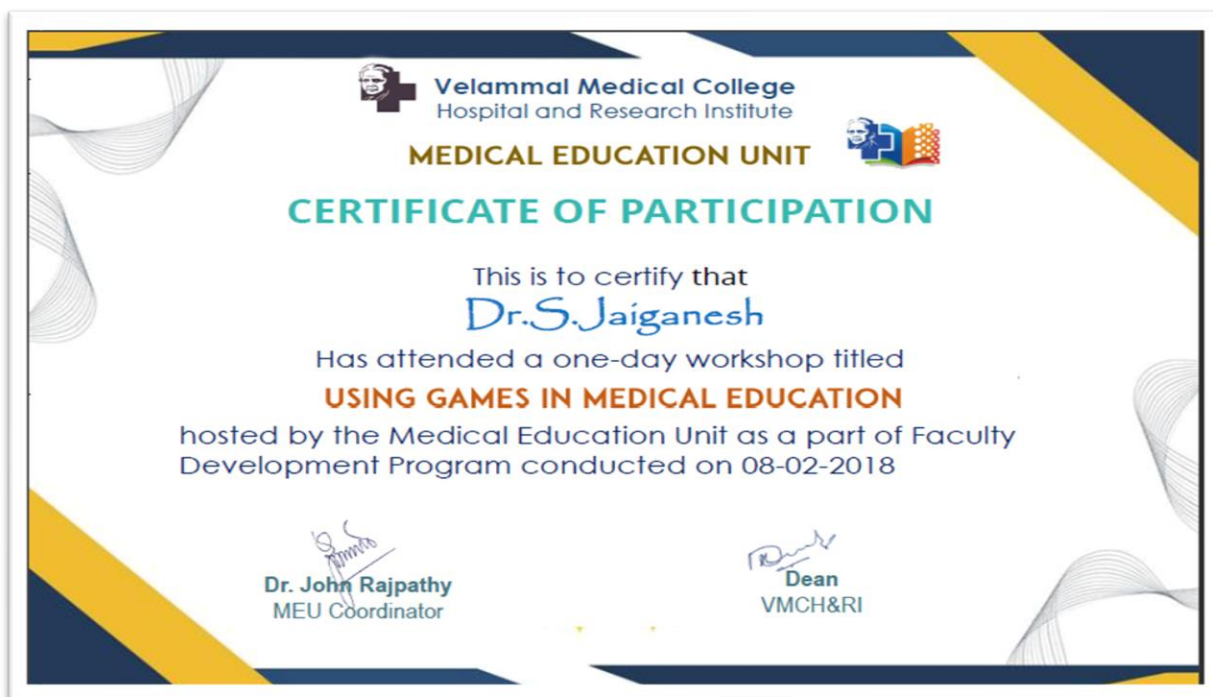 Velammal Medical College
Hospital and Research Institute
MEDICAL EDUCATION UNIT
CERTIFICATE OF PARTICIPATION
This is to certify that
Dr.S.Jaiganesh
Has attended a one-day workshop titled
USING GAMES IN MEDICAL EDUCATION
hosted by the Medical Education Unit as a part of Faculty
Development Program conducted on 08-02-2018
Dr. John Rajpathy
MEU Coordinator
Dean
VMCH&RI